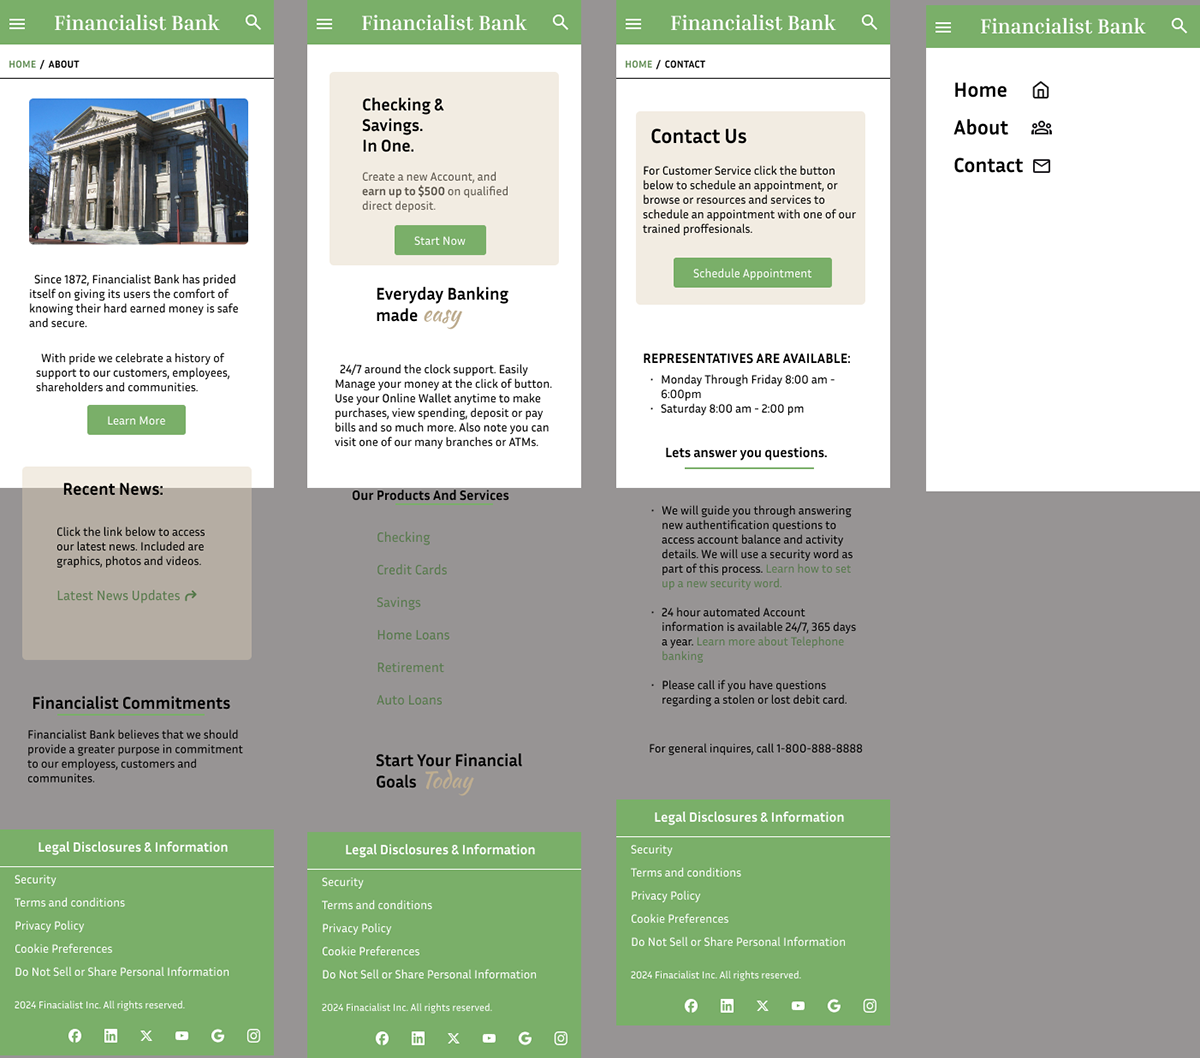 Financialist Bank
HOME / ABOUT
Since 1872, Financialist Bank has prided
itself on giving its users the comfort of
knowing their hard earned money is safe
and secure.
With pride we celebrate a history of
support to our customers, employees,
shareholders and communities.
Learn More
Recent News:
Click the link below to access
our latest news. Included are
graphics, photos and videos.
Latest News Updates
Financialist Commitments
Financialist Bank believes that we should
provide a greater purpose in commitment
to our employess, customers and
communites.
Legal Disclosures & Information
Security
Terms and conditions
Privacy Policy
Cookie Preferences
Do Not Sell or Share Personal Information
2024 Finacialist Inc. All rights reserved.
Financialist Bank
Checking &
Savings.
In One.
Create a new Account, and
earn up to $500 on qualified
direct deposit.
Start Now
Everyday Banking
made easy
24/7 around the clock support. Easily
Manage your money at the click of button.
Use your Online Wallet anytime to make
purchases, view spending, deposit or pay
bills and so much more. Also note you can
visit one of our many branches or ATMs.
Our Products And Services
Checking
Credit Cards
Savings
Home Loans
Retirement
Auto Loans
Start Your Financial
Goals Today
Legal Disclosures & Information
Security
Terms and conditions
Privacy Policy
Cookie Preferences
Do Not Sell or Share Personal Information
2024 Finacialist Inc. All rights reserved.
Financialist Bank
HOME / CONTACT
Contact Us
For Customer Service click the button
below to schedule an appointment, or
browse or resources and services to
schedule an appointment with one of our
trained proffesionals.
Schedule Appointment
REPRESENTATIVES ARE AVAILABLE:
· Monday Through Friday 8:00 am -
6:00pm
· Saturday 8:00 am - 2:00 pm
Lets answer you questions.
· We will guide you through answering
new authentification questions to
access account balance and activity
details. We will use a security word as
part of this process. Learn how to set
up a new security word.
· 24 hour automated Account
information is available 24/7, 365 days
a year. Learn more about Telephone
banking
· Please call if you have questions
regarding a stolen or lost debit card.
For general inquires, call 1-800-888-8888
Legal Disclosures & Information
Security
Terms and conditions
Privacy Policy
Cookie Preferences
Do Not Sell or Share Personal Information
2024 Finacialist Inc. All rights reserved.
Financialist Bank
Home
About
Contact